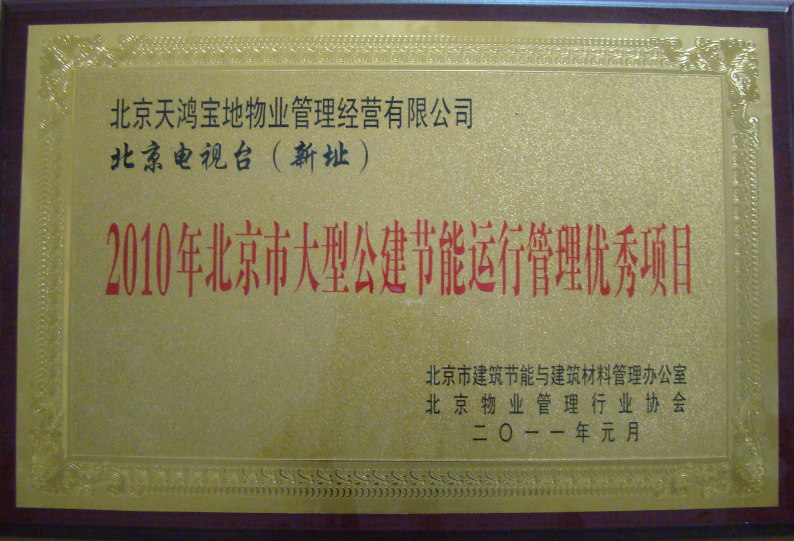 北京天鸿宝地物业管理经营有限公司
北京电视台（新址）
2010年北京市大型公建节能运行管理优秀项目
北京市建筑节能与建筑材料管理办公室
北京物业管理行业协会
二〇一一年元月